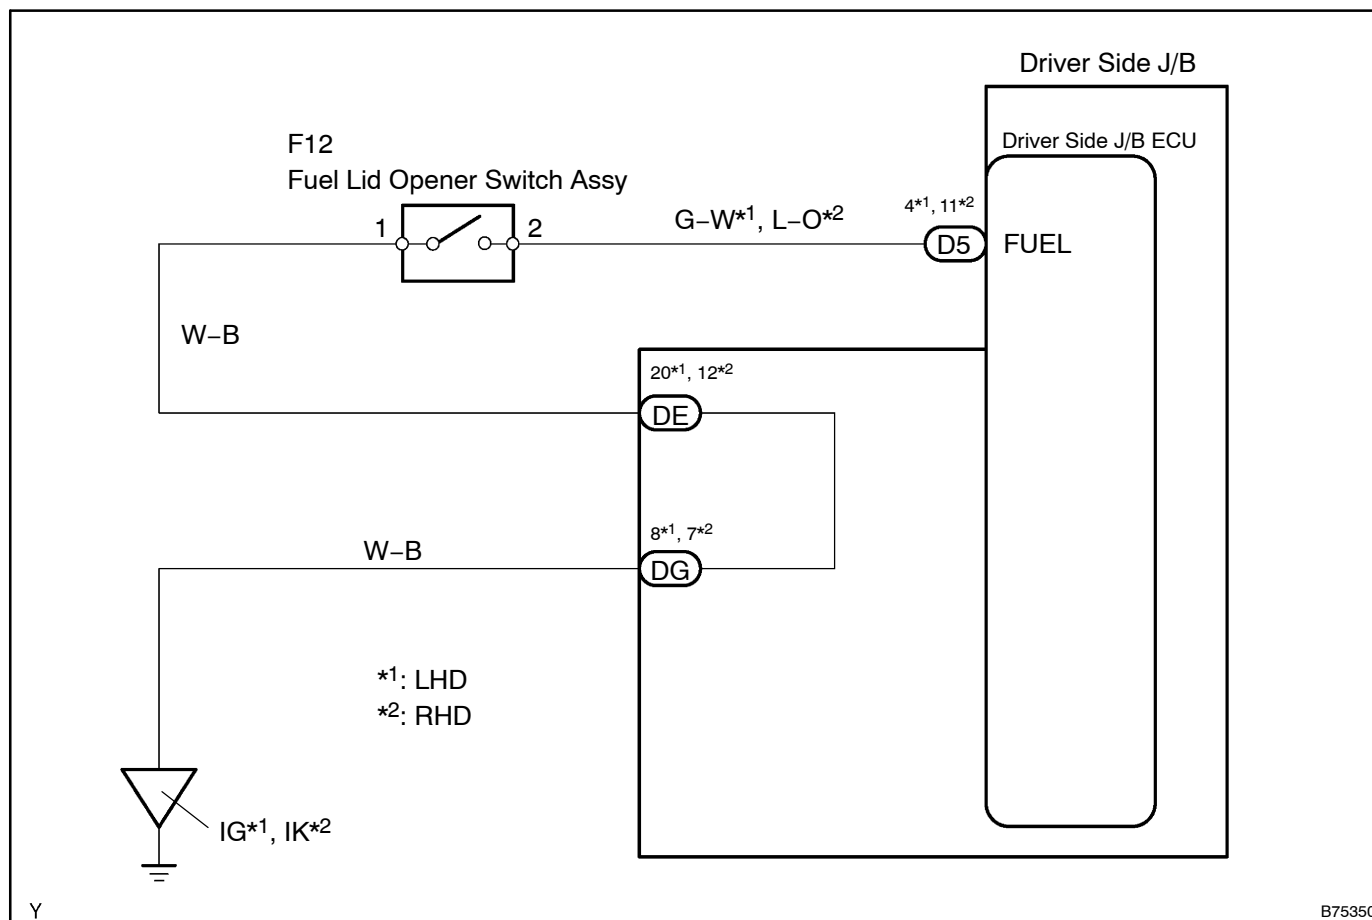 Driver Side J/B
Driver Side J/B ECU
F12
Fuel Lid Opener Switch Assy
1
2
G–W*1, L–O*2
4*1, 11*2
D5
FUEL
W–B
20*1, 12*2
DE
8*1, 7*2
DG
W–B
*1: LHD
*2: RHD
IG*1, IK*2
Y
B75350